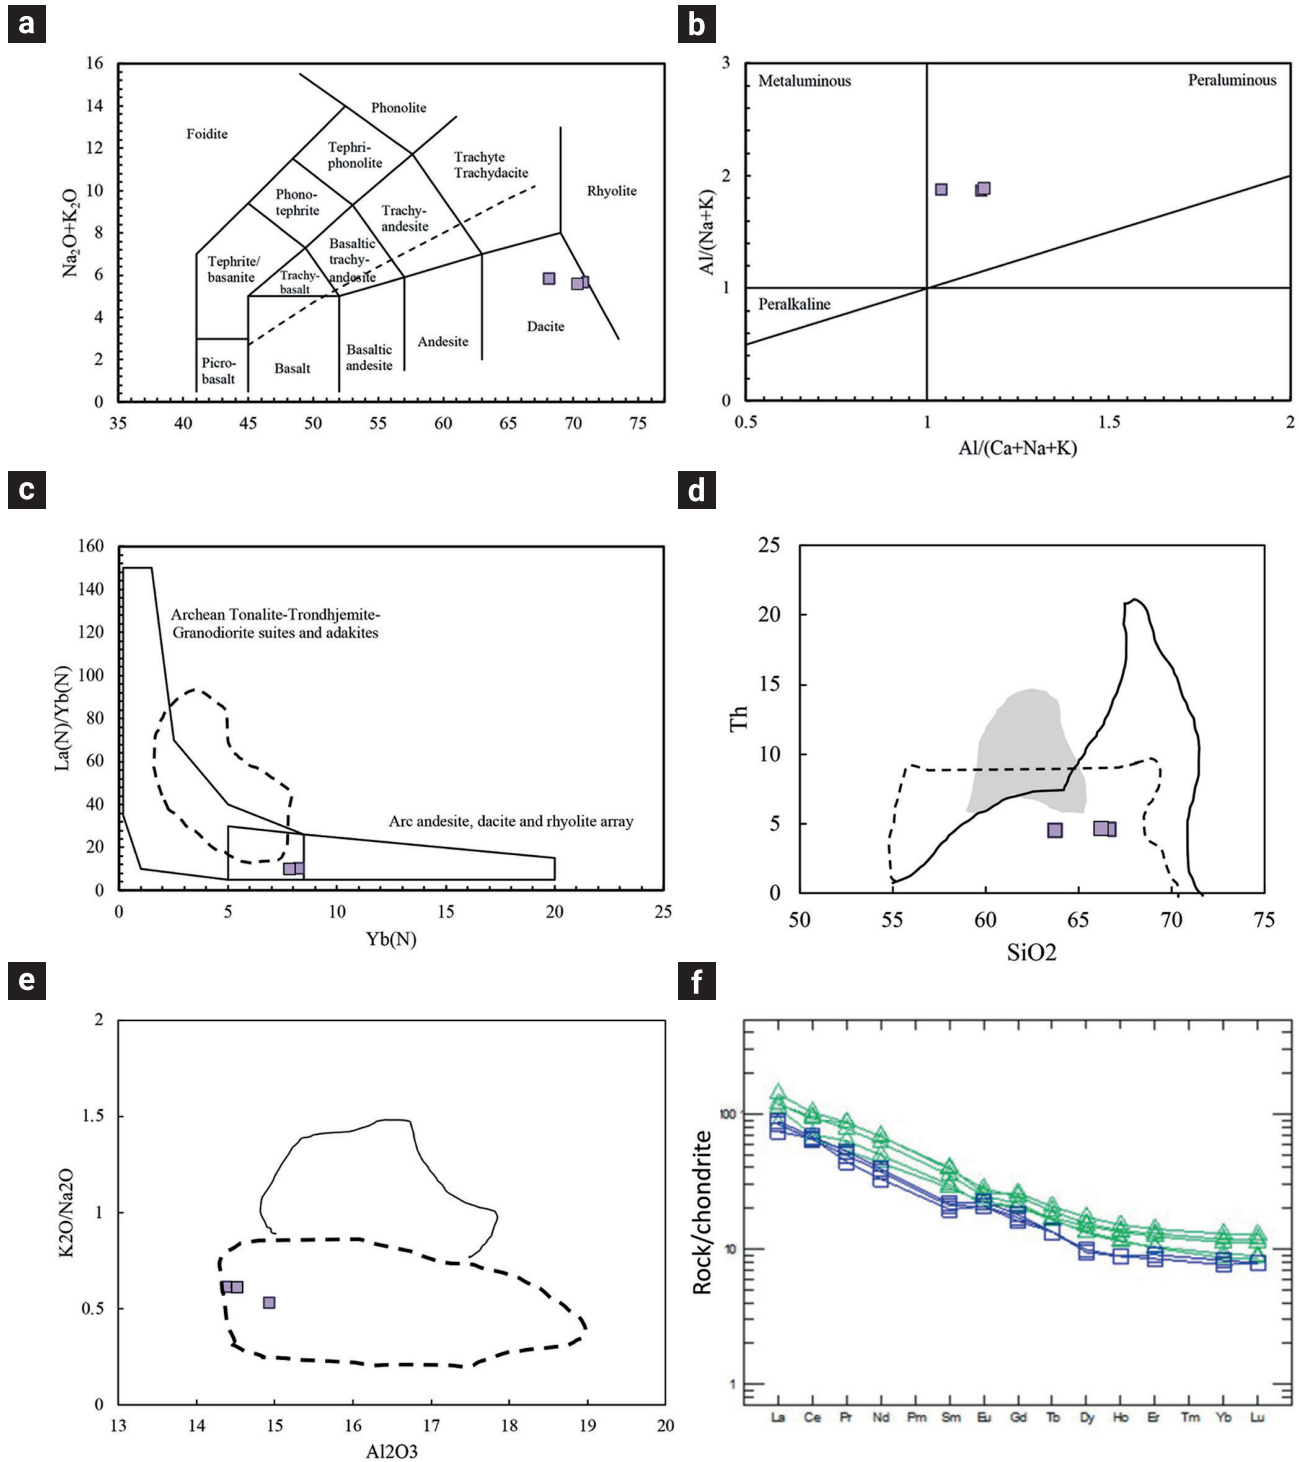 a
16
14
12
10
8
6
4
2
0
Na2O+K2O
Foidite
Phonolite
Tephri-
phonolite
Trachyte
Trachydacite
Rhyolite
Phono-
tephrite
Trachy-
andesite
Tephrite/
basanite
Basaltic
trachy-
andesite
Trachy-
basalt
Dacite
Andesite
Basaltic
andesite
Basalt
Picro-
basalt
35 40 45 50 55 60 65 70 75
b
3
2
1
0
Al/(Na+K)
Metaluminous
Peraluminous
Peralkaline
0.5 1 1.5 2
Al/(Ca+Na+K)
c
160
140
120
100
80
60
40
20
0
La(N)/Yb(N)
Archean Tonalite-Trondhjemite-
Granodiorite suites and adakites
Arc andesite, dacite and rhyolite array
0 5 10 15 20 25
Yb(N)
d
25
20
15
10
5
0
Th
50 55 60 65 70 75
SiO2
e
2
1.5
1
0.5
0
K2O/Na2O
13 14 15 16 17 18 19 20
Al2O3
f
100
10
1
Rock/chondrite
La Ce Pr Nd Pm Sm Eu Gd Tb Dy Ho Er Tm Yb Lu